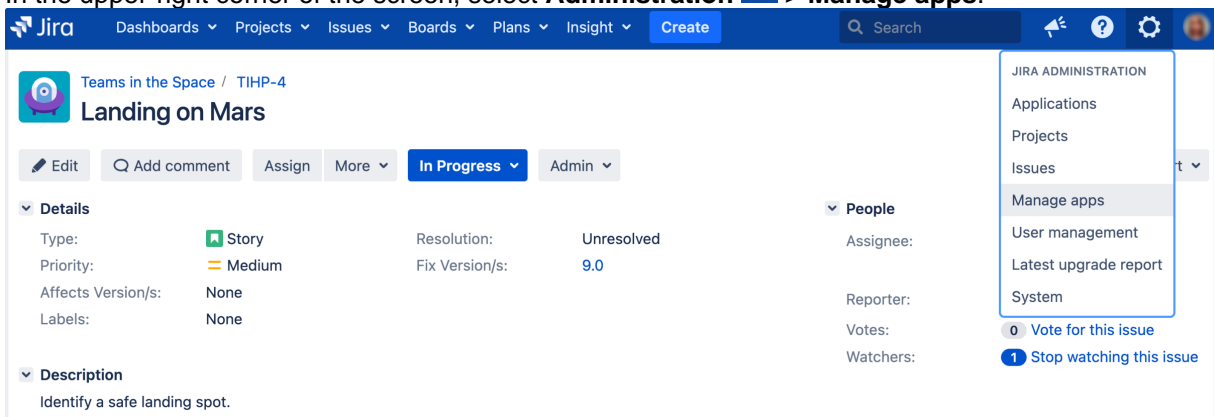 In the upper-right corner of the screen, select Administration > Manage apps.
Jira Dashboards Projects Issues Boards Plans Insight Create Search
JIRA ADMINISTRATION
Applications
Projects
Issues
Manage apps
User management
Latest upgrade report
System
Teams in the Space / TIHP-4
Landing on Mars
Edit Add comment Assign More In Progress Admin
Details
Type: Story Resolution: Unresolved
Priority: Medium Fix Version/s: 9.0
Affects Version/s: None
Labels: None
People
Assignee:
Reporter:
Votes: 0 Vote for this issue
Watchers: 1 Stop watching this issue
Description
Identify a safe landing spot.